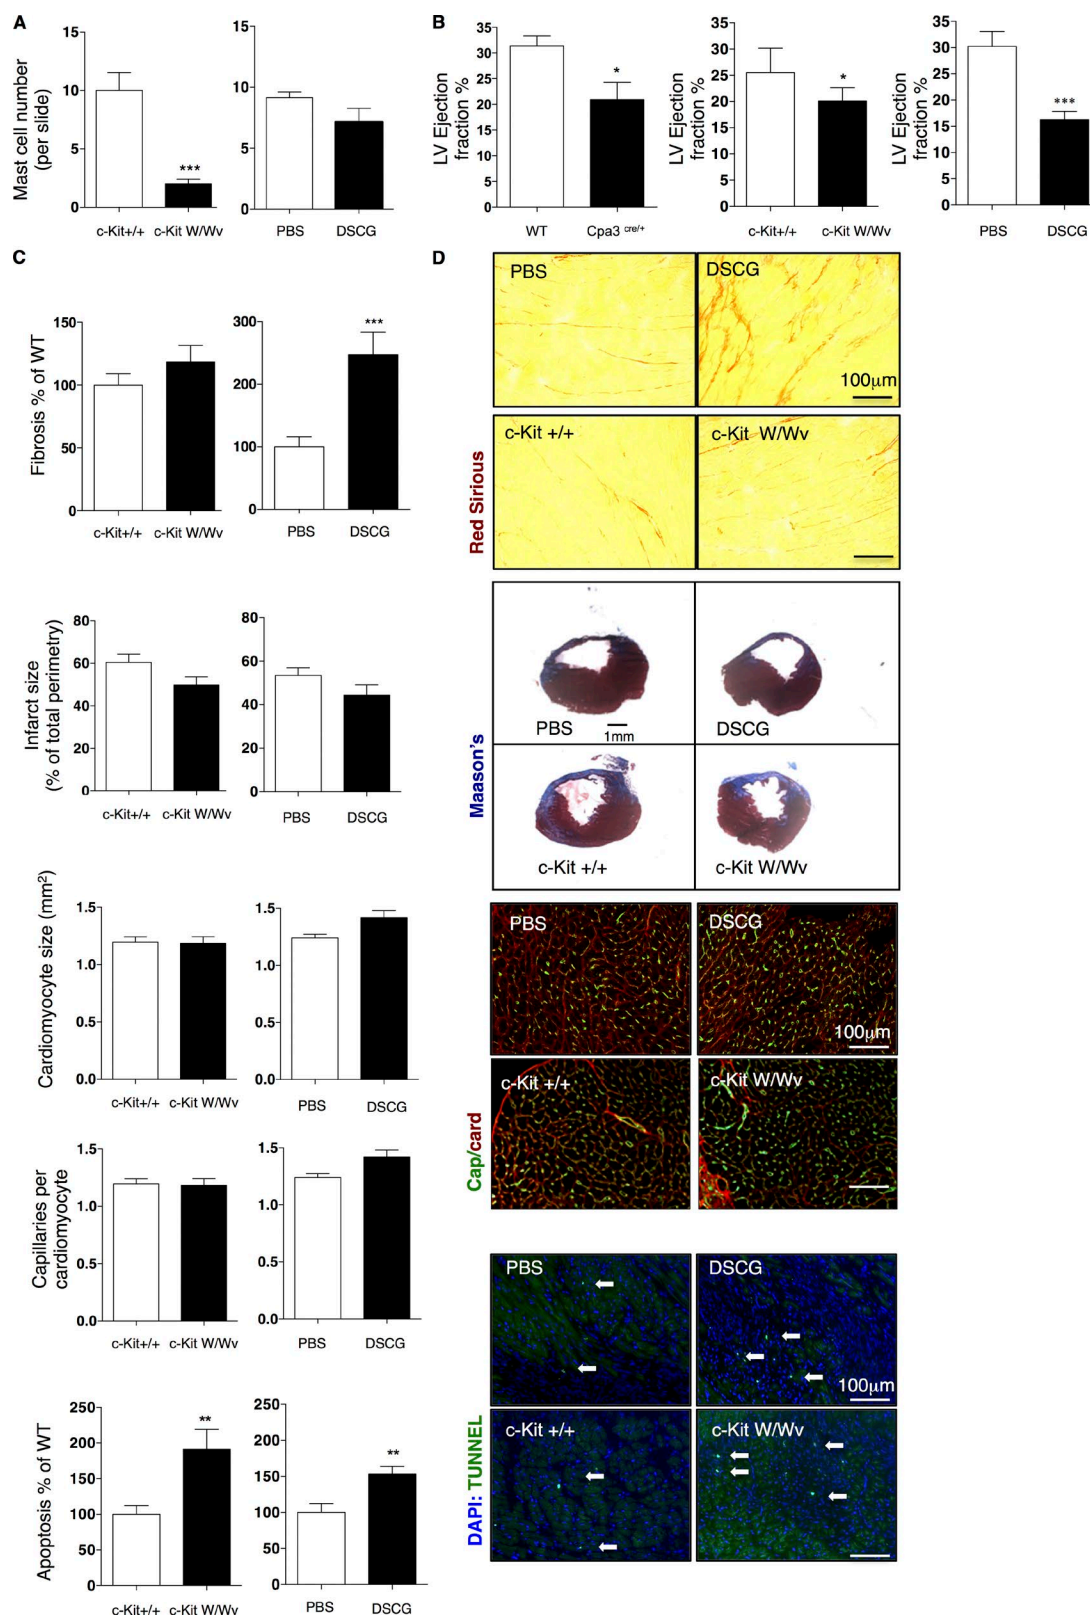 A
Mast cell number
(per slide)
15
10
5
0
***
c-Kit+/+ c-Kit W/Wv
15
10
5
0
PBS DSCG
B
LV Ejection
fraction %
35
30
25
20
15
10
5
0
*
WT Cpa3 cre/+
LV Ejection
fraction %
35
30
25
20
15
10
5
0
*
c-Kit+/+ c-Kit W/Wv
LV Ejection
fraction %
35
30
25
20
15
10
5
0
***
PBS DSCG
C
Fibrosis % of WT
150
100
50
0
c-Kit+/+ c-Kit W/Wv
300
200
100
0
***
PBS DSCG
Infarct size
(% of total perimetry)
80
60
40
20
0
c-Kit+/+ c-Kit W/Wv
80
60
40
20
0
PBS DSCG
Cardiomyocyte size (mm²)
1.5
1.0
0.5
0.0
c-Kit+/+ c-Kit W/Wv
1.5
1.0
0.5
0.0
PBS DSCG
Capillaries per
cardiomyocyte
1.5
1.0
0.5
0.0
c-Kit+/+ c-Kit W/Wv
1.5
1.0
0.5
0.0
PBS DSCG
Apoptosis % of WT
250
200
150
100
50
0
**
c-Kit+/+ c-Kit W/Wv
250
200
150
100
50
0
**
PBS DSCG
D
Red Sirious
PBS
DSCG
100µm
c-Kit +/+
c-Kit W/Wv
Maason's
PBS
1mm
DSCG
c-Kit +/+
c-Kit W/Wv
Cap/card
PBS
DSCG
100µm
c-Kit +/+
c-Kit W/Wv
DAPI: TUNNEL
PBS
DSCG
100µm
c-Kit +/+
c-Kit W/Wv